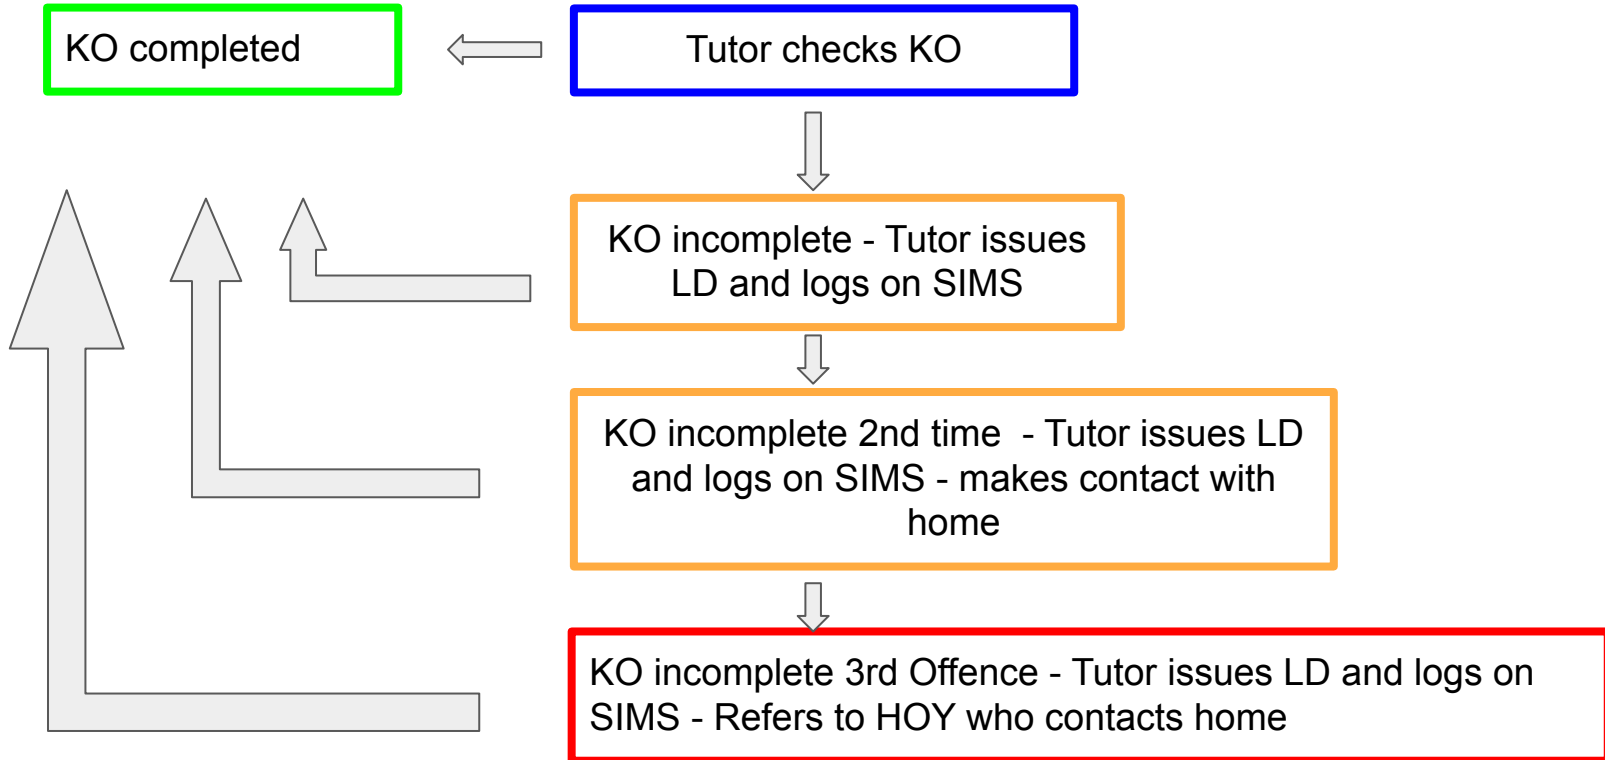 KO completed
Tutor checks KO
KO incomplete - Tutor issues
LD and logs on SIMS
KO incomplete 2nd time  - Tutor issues LD
and logs on SIMS - makes contact with
home
KO incomplete 3rd Offence - Tutor issues LD and logs on
SIMS - Refers to HOY who contacts home